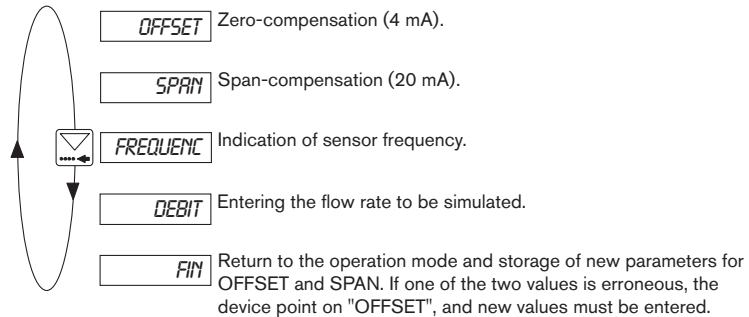 OFFSET Zero-compensation (4 mA).
SPAN Span-compensation (20 mA).
FREQUENC Indication of sensor frequency.
DEBIT Entering the flow rate to be simulated.
FIN Return to the operation mode and storage of new parameters for
OFFSET and SPAN. If one of the two values is erroneous, the
device point on "OFFSET", and new values must be entered.